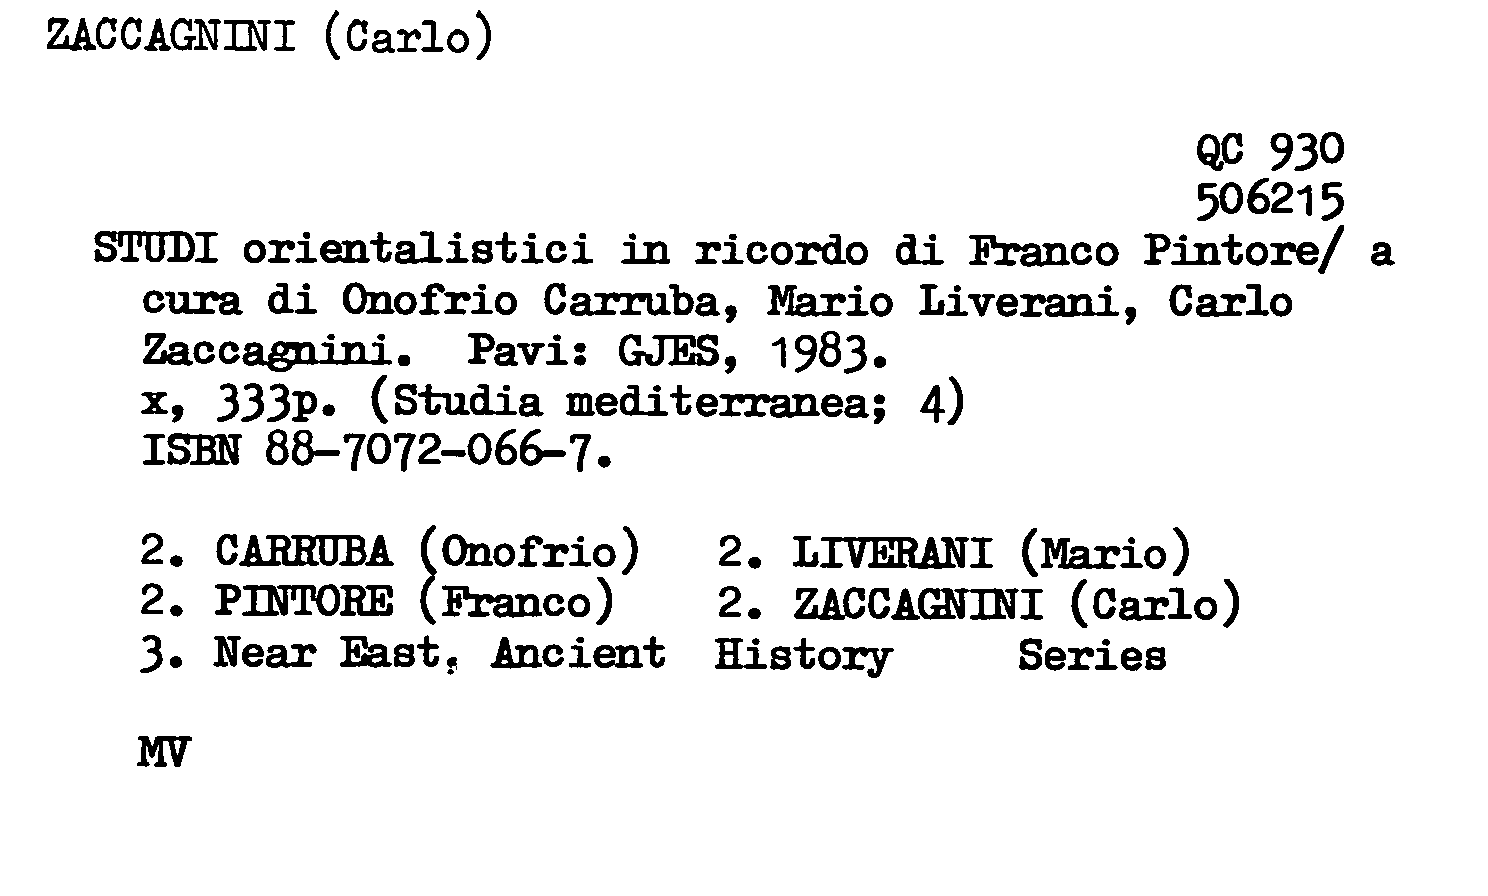 ZACCAGNINI (Carlo)
QC 930
506215
STUDI orientalistici in ricordo di Franco Pintore/ a
cura di Onofrio Carruba, Mario Liverani, Carlo
Zaccagnini. Pavi: GJES, 1983.
x, 333p. (Studia mediterranea; 4)
ISBN 88-7072-066-7.
2. CARRUBA (Onofrio) 2. LIVERANI (Mario)
2. PINTORE (Franco) 2. ZACCAGNINI (Carlo)
3. Near East, Ancient History Series
MV